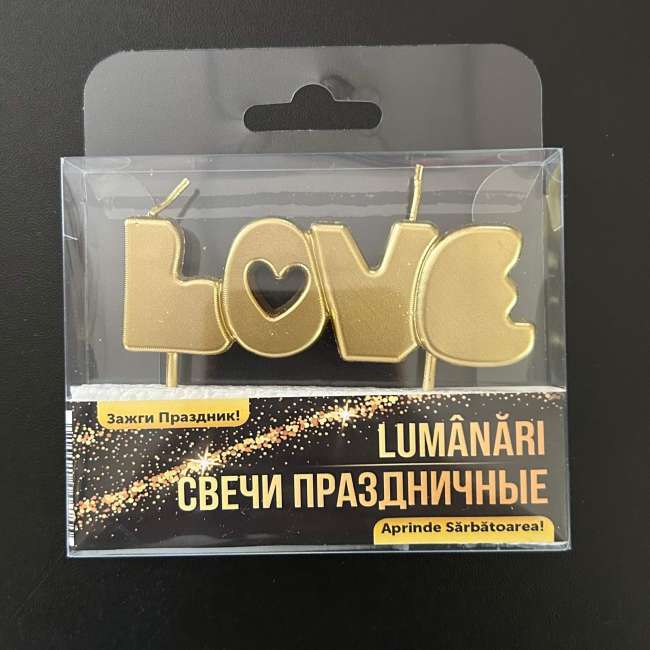 LOVE
Зажги Праздник!
LUMÂNĂRI
СВЕЧИ ПРАЗДНИЧНЫЕ
Aprinde Sărbătoarea!